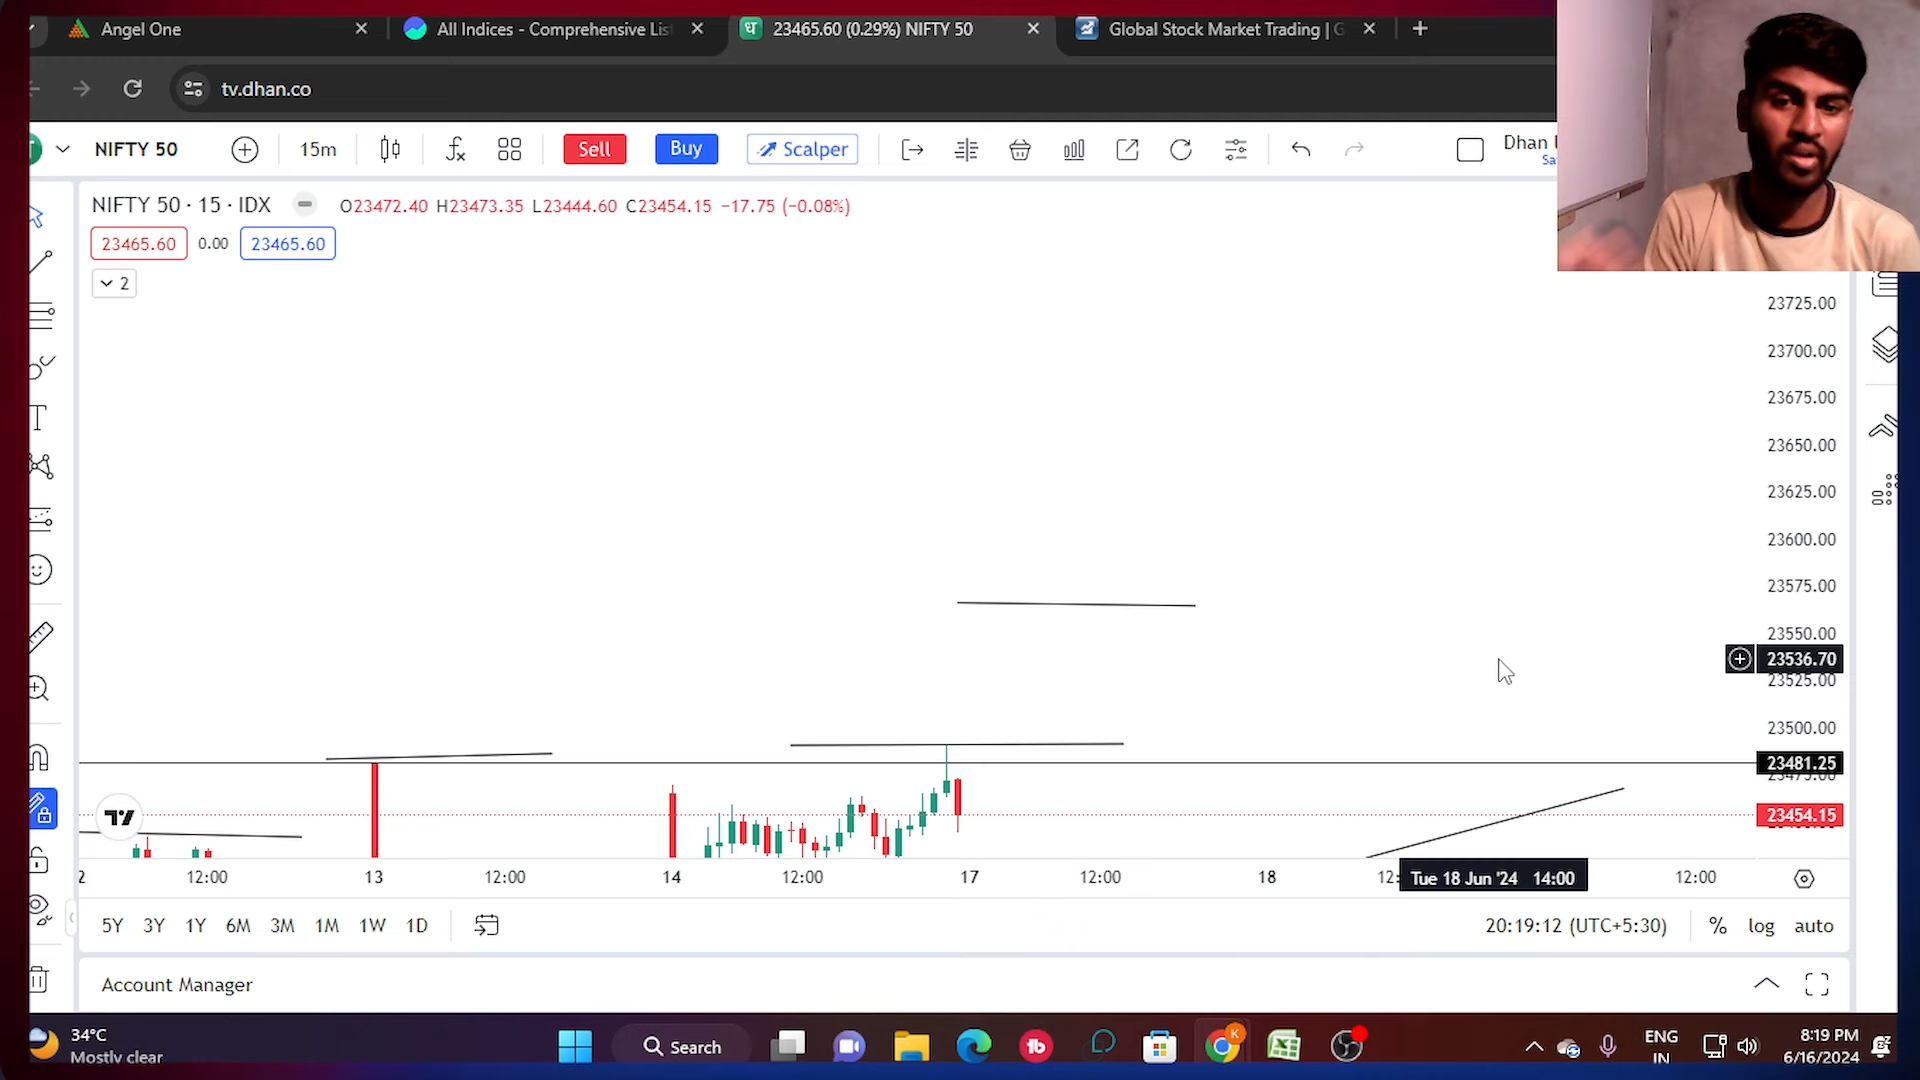 Angel One
All Indices - Comprehensive Lis
23465.60 (0.29%) NIFTY 50
Global Stock Market Trading | G
tv.dhan.co
NIFTY 50
15m
Sell
Buy
Scalper
Dhan
Sa
NIFTY 50 · 15 · IDX
O23472.40 H23473.35 L23444.60 C23454.15 −17.75 (−0.08%)
23465.60
0.00
23465.60
2
23725.00
23700.00
23675.00
23650.00
23625.00
23600.00
23575.00
23550.00
23536.70
23525.00
23500.00
23481.25
23475.00
23454.15
2
12:00
13
12:00
14
12:00
17
12:00
18
12:
Tue 18 Jun '24 14:00
12:00
5Y
3Y
1Y
6M
3M
1M
1W
1D
20:19:12 (UTC+5:30)
%
log
auto
Account Manager
34°C
Mostly clear
Search
ENG
IN
8:19 PM
6/16/2024